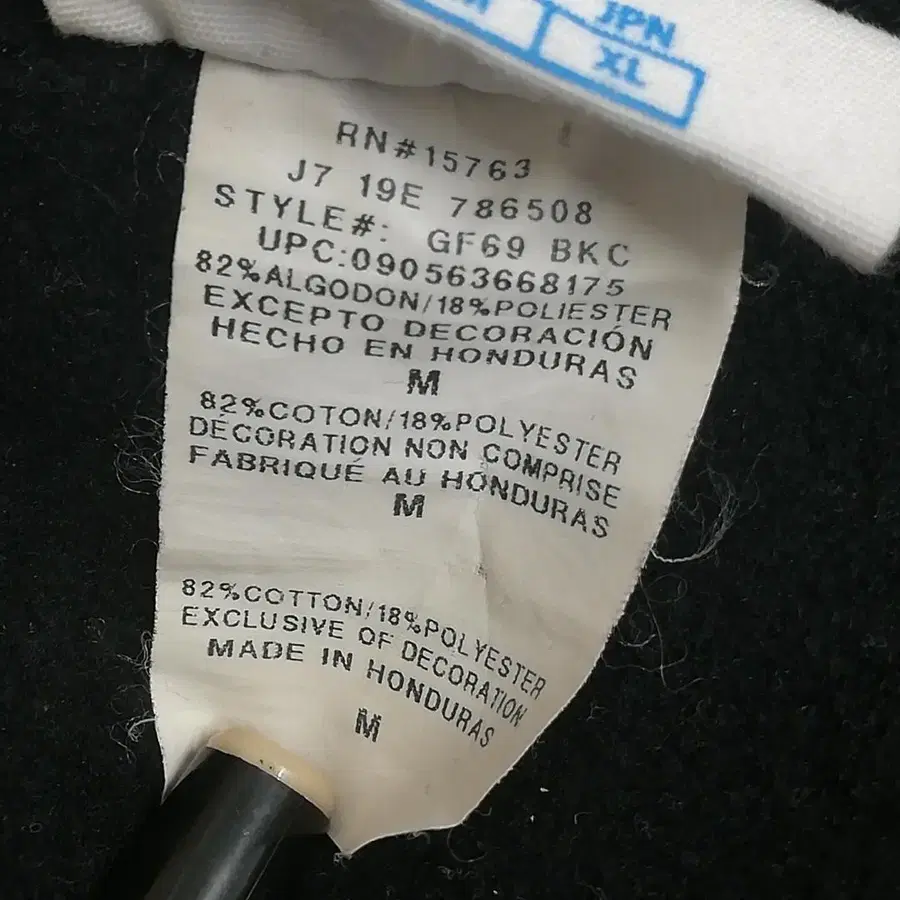 JPN
XL
RN#15763
J7 19E 786508
STYLE#: GF69 BKC
UPC:090563668175
82%ALGODON/18%POLIESTER
EXCEPTO DECORACIÓN
HECHO EN HONDURAS
M
82%COTON/18%POLYESTER
DÉCORATION NON COMPRISE
FABRIQUÉ AU HONDURAS
M
82%COTTON/18%POLYESTER
EXCLUSIVE OF DECORATION
MADE IN HONDURAS
M